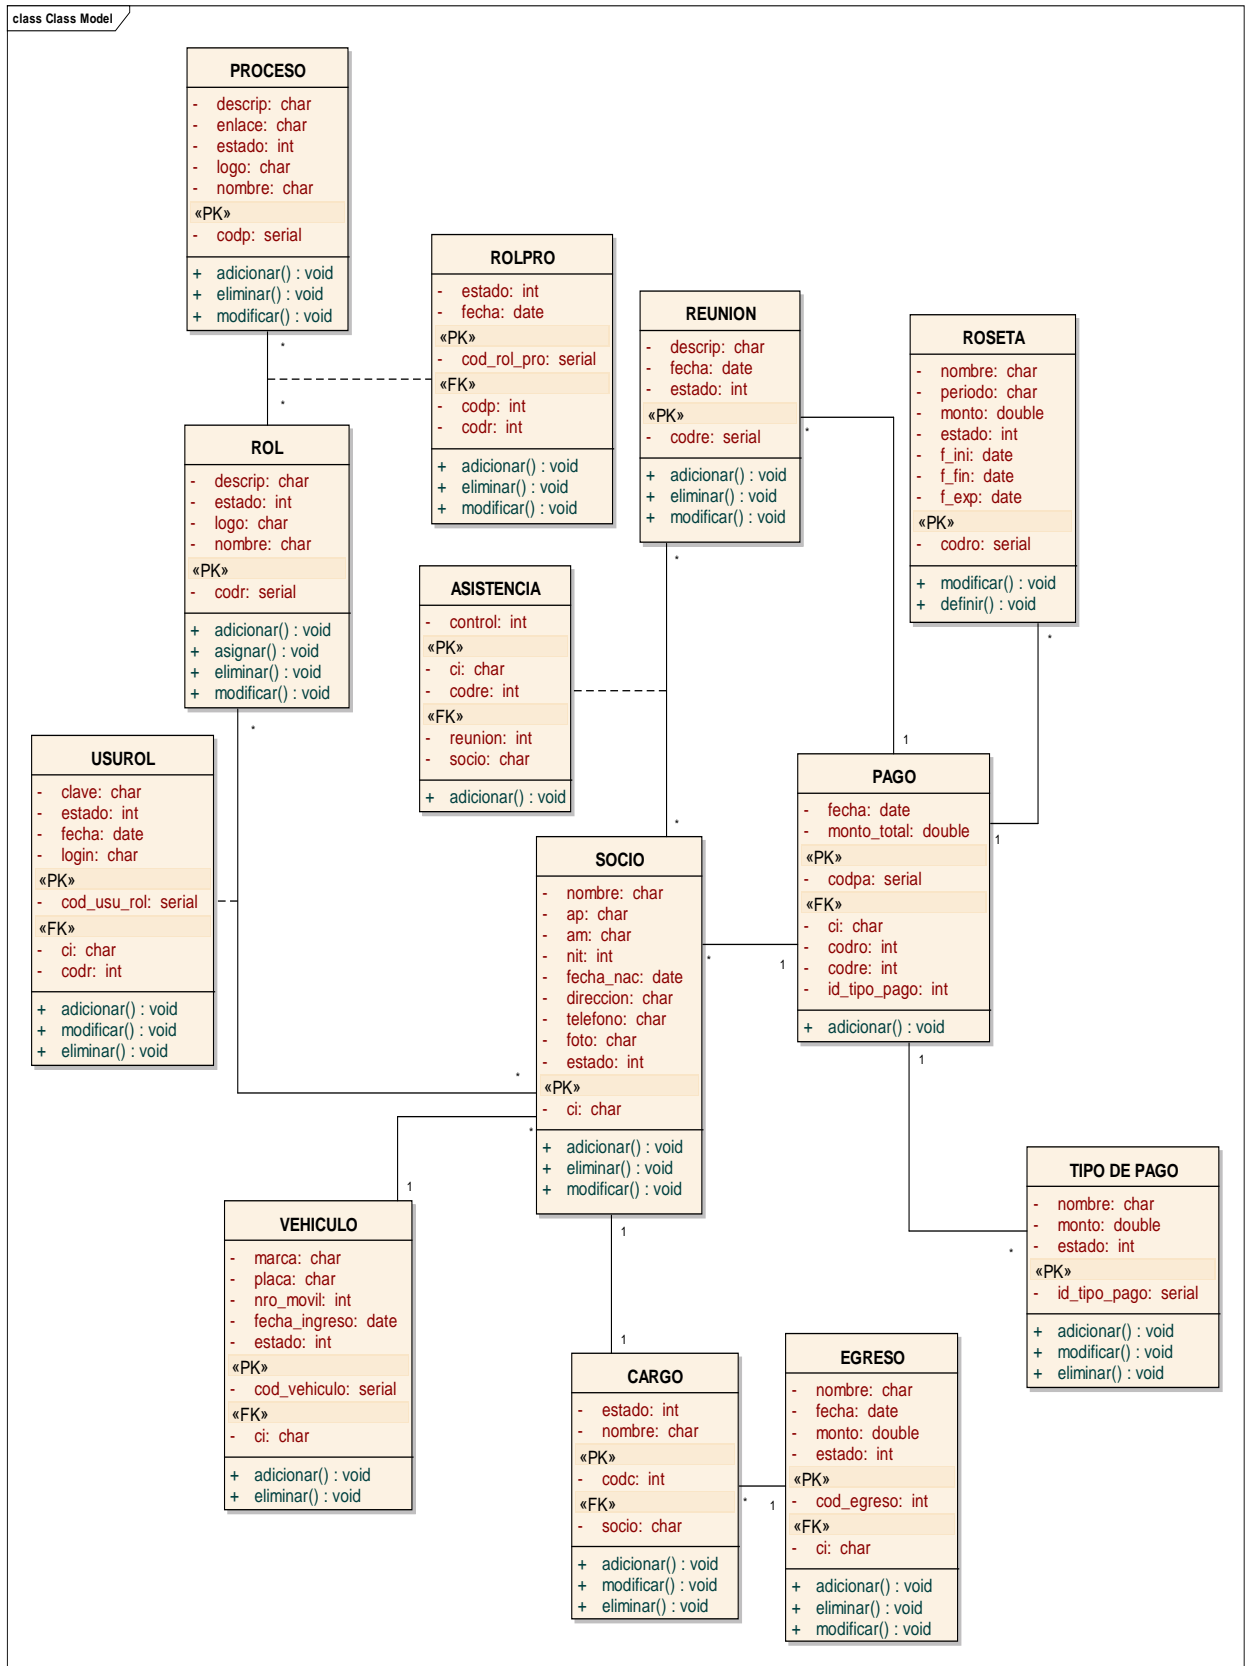 class Class Model
PROCESO
- descrip: char
- enlace: char
- estado: int
- logo: char
- nombre: char
«PK»
- codp: serial
+ adicionar() : void
+ eliminar() : void
+ modificar() : void
*
*
ROLPRO
- estado: int
- fecha: date
«PK»
- cod_rol_pro: serial
«FK»
- codp: int
- codr: int
+ adicionar() : void
+ eliminar() : void
+ modificar() : void
REUNION
- descrip: char
- fecha: date
- estado: int
«PK»
- codre: serial
+ adicionar() : void
+ eliminar() : void
+ modificar() : void
*
*
ROSETA
- nombre: char
- periodo: char
- monto: double
- estado: int
- f_ini: date
- f_fin: date
- f_exp: date
«PK»
- codro: serial
+ modificar() : void
+ definir() : void
*
ROL
- descrip: char
- estado: int
- logo: char
- nombre: char
«PK»
- codr: serial
+ adicionar() : void
+ asignar() : void
+ eliminar() : void
+ modificar() : void
*
ASISTENCIA
- control: int
«PK»
- ci: char
- codre: int
«FK»
- reunion: int
- socio: char
+ adicionar() : void
USUROL
- clave: char
- estado: int
- fecha: date
- login: char
«PK»
- cod_usu_rol: serial
«FK»
- ci: char
- codr: int
+ adicionar() : void
+ modificar() : void
+ eliminar() : void
*
SOCIO
- nombre: char
- ap: char
- am: char
- nit: int
- fecha_nac: date
- direccion: char
- telefono: char
- foto: char
- estado: int
«PK»
- ci: char
+ adicionar() : void
+ eliminar() : void
+ modificar() : void
*
*
*
1
1
PAGO
- fecha: date
- monto_total: double
«PK»
- codpa: serial
«FK»
- ci: char
- codro: int
- codre: int
- id_tipo_pago: int
+ adicionar() : void
1
1
1
*
TIPO DE PAGO
- nombre: char
- monto: double
- estado: int
«PK»
- id_tipo_pago: serial
+ adicionar() : void
+ modificar() : void
+ eliminar() : void
1
VEHICULO
- marca: char
- placa: char
- nro_movil: int
- fecha_ingreso: date
- estado: int
«PK»
- cod_vehiculo: serial
«FK»
- ci: char
+ adicionar() : void
+ eliminar() : void
1
CARGO
- estado: int
- nombre: char
«PK»
- codc: int
«FK»
- socio: char
+ adicionar() : void
+ modificar() : void
+ eliminar() : void
*
1
EGRESO
- nombre: char
- fecha: date
- monto: double
- estado: int
«PK»
- cod_egreso: int
«FK»
- ci: char
+ adicionar() : void
+ eliminar() : void
+ modificar() : void